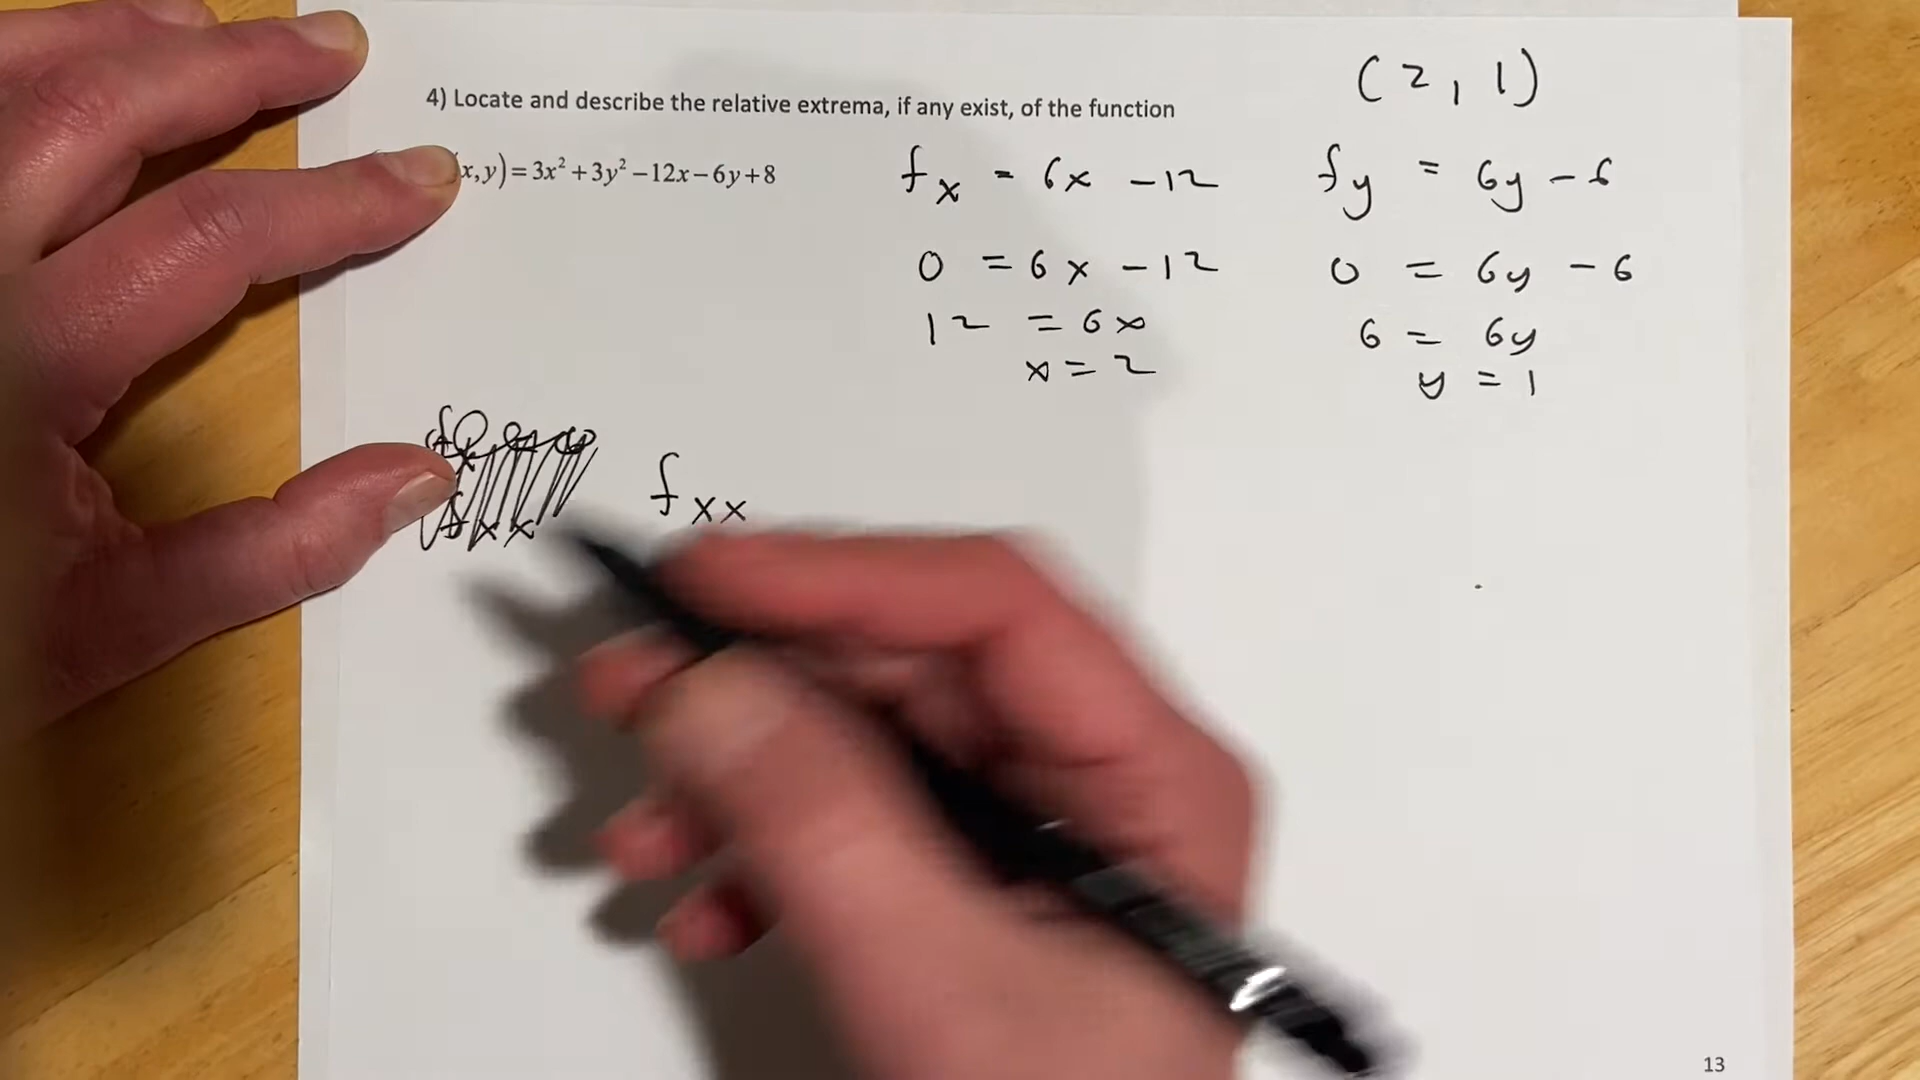 (2, 1)
4) Locate and describe the relative extrema, if any exist, of the function
x,y)=3x²+3y²−12x−6y+8
fx = 6x −12
fy = 6y − 6
0 = 6x −12
0 = 6y − 6
12 = 6x
6 = 6y
x = 2
y = 1
fxx
13